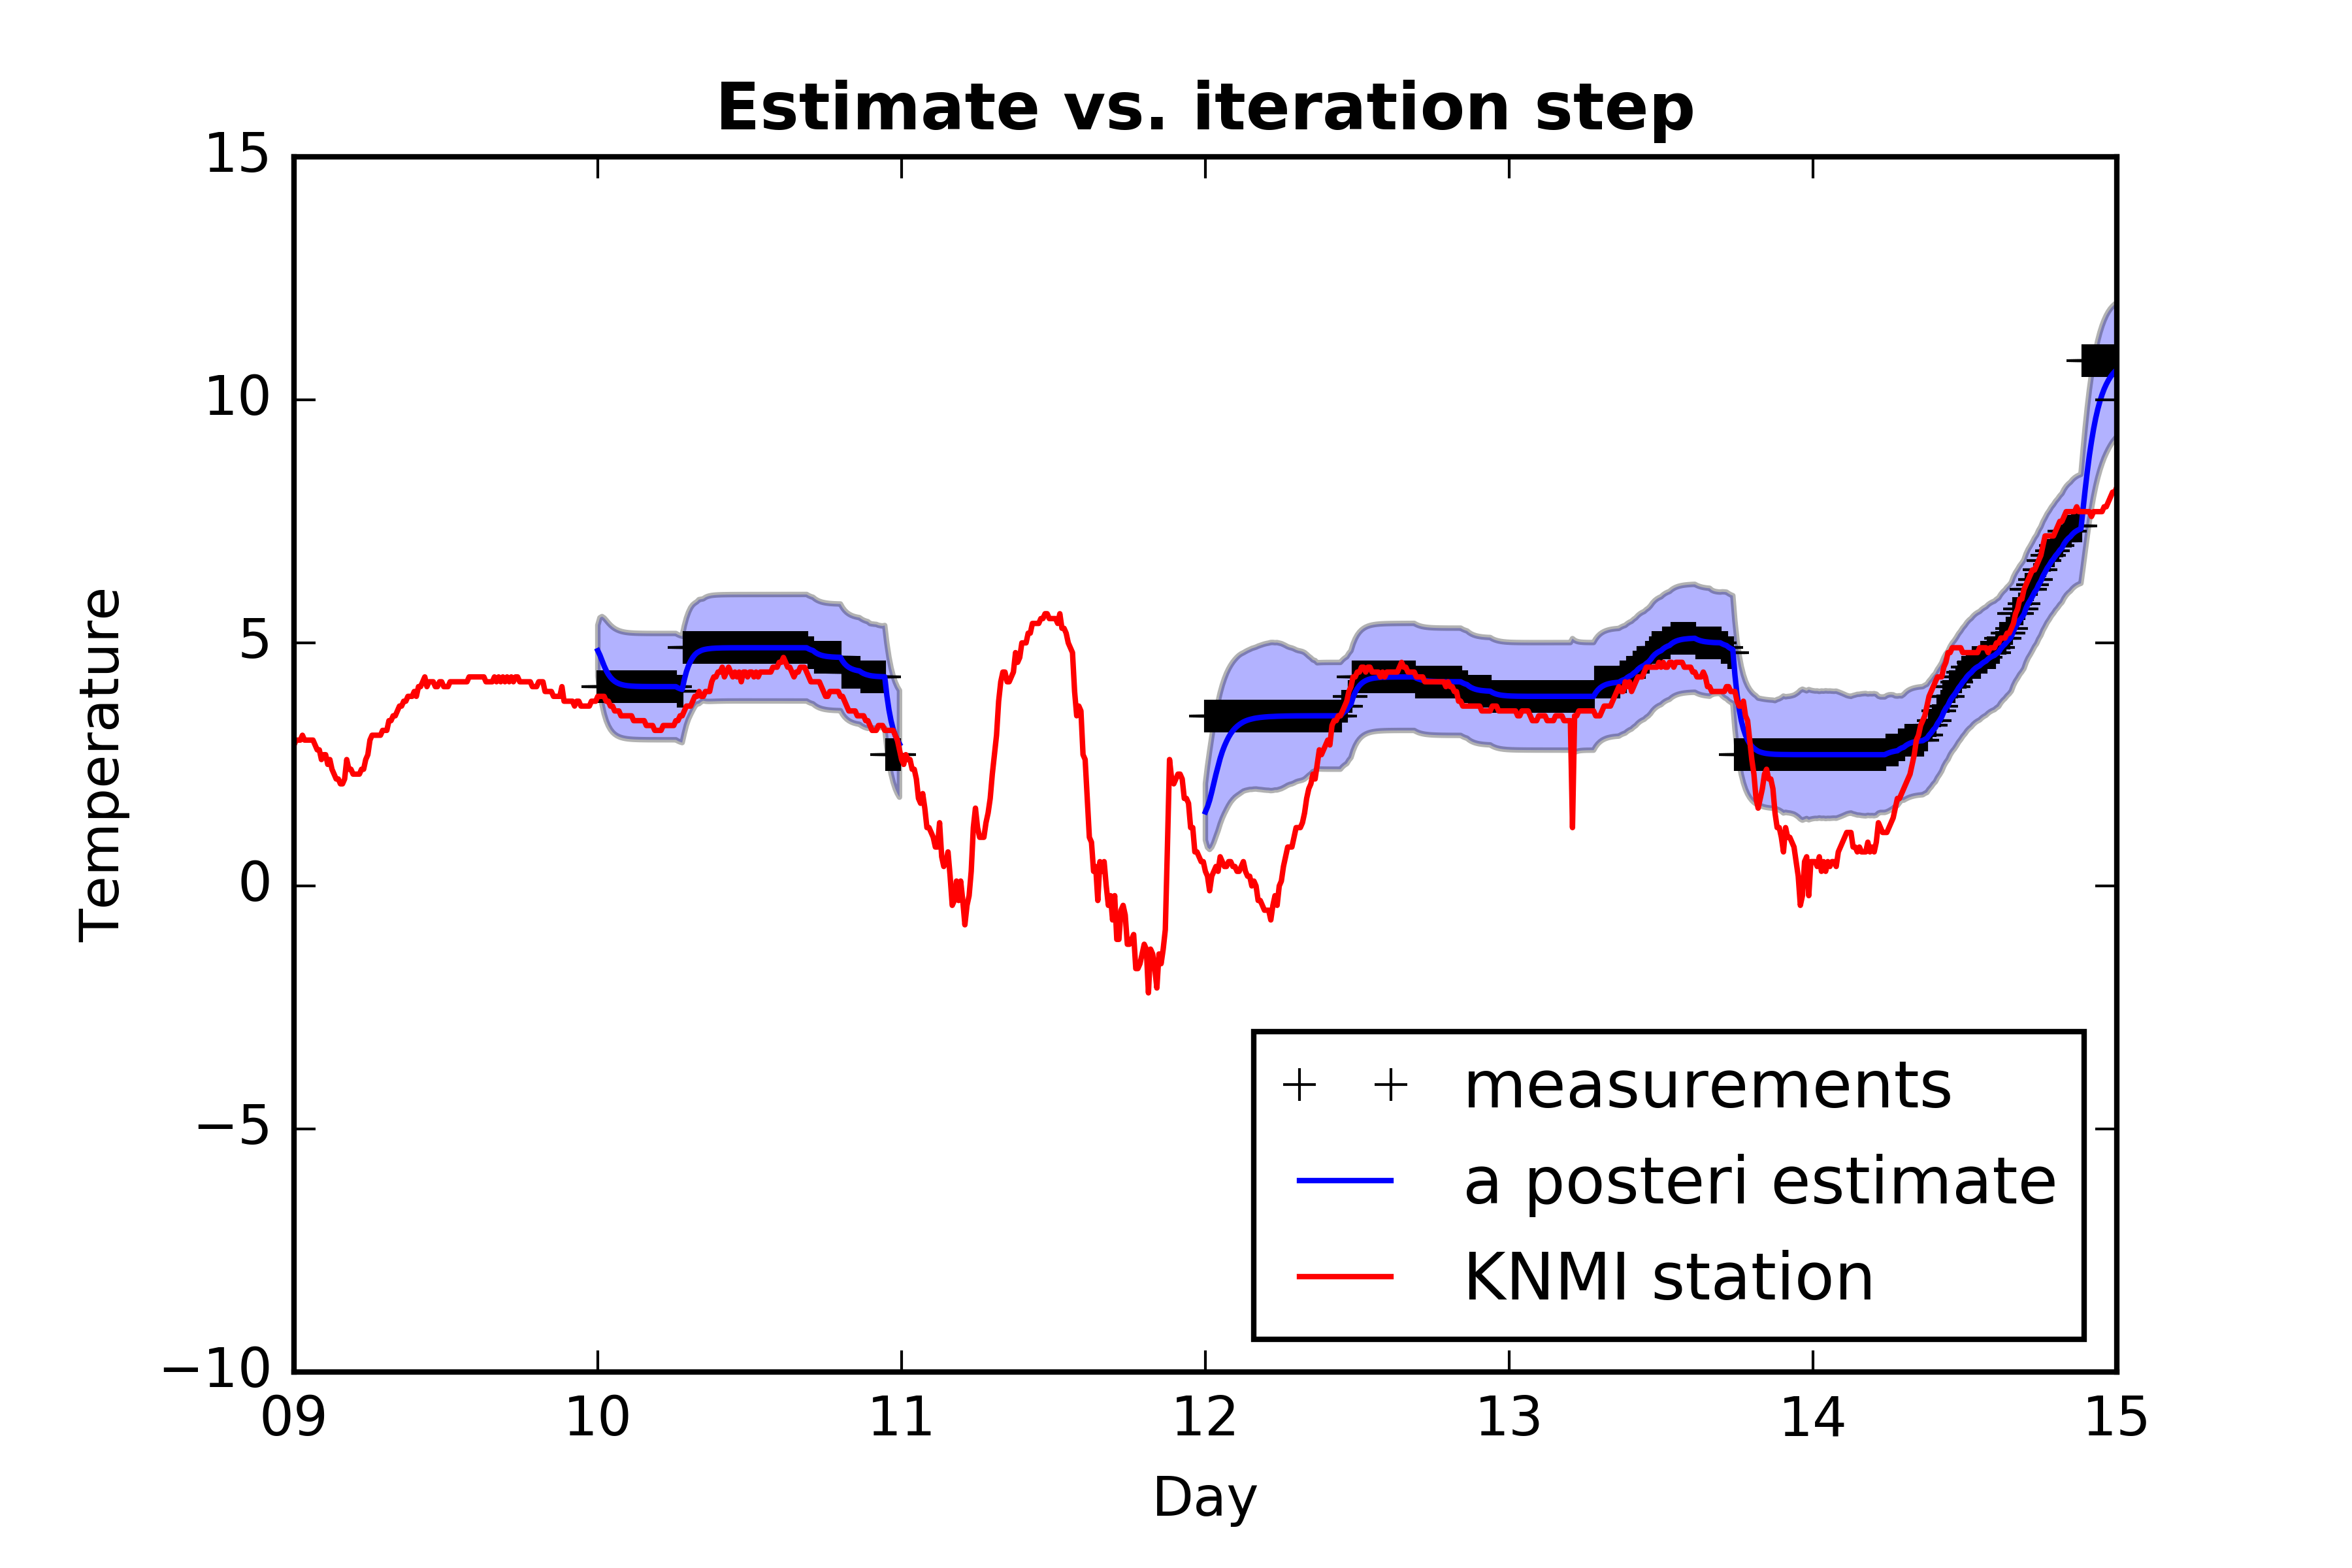 Estimate vs. iteration step
15
10
5
0
−5
−10
Temperature
measurements
a posteri estimate
KNMI station
09 10 11 12 13 14 15
Day